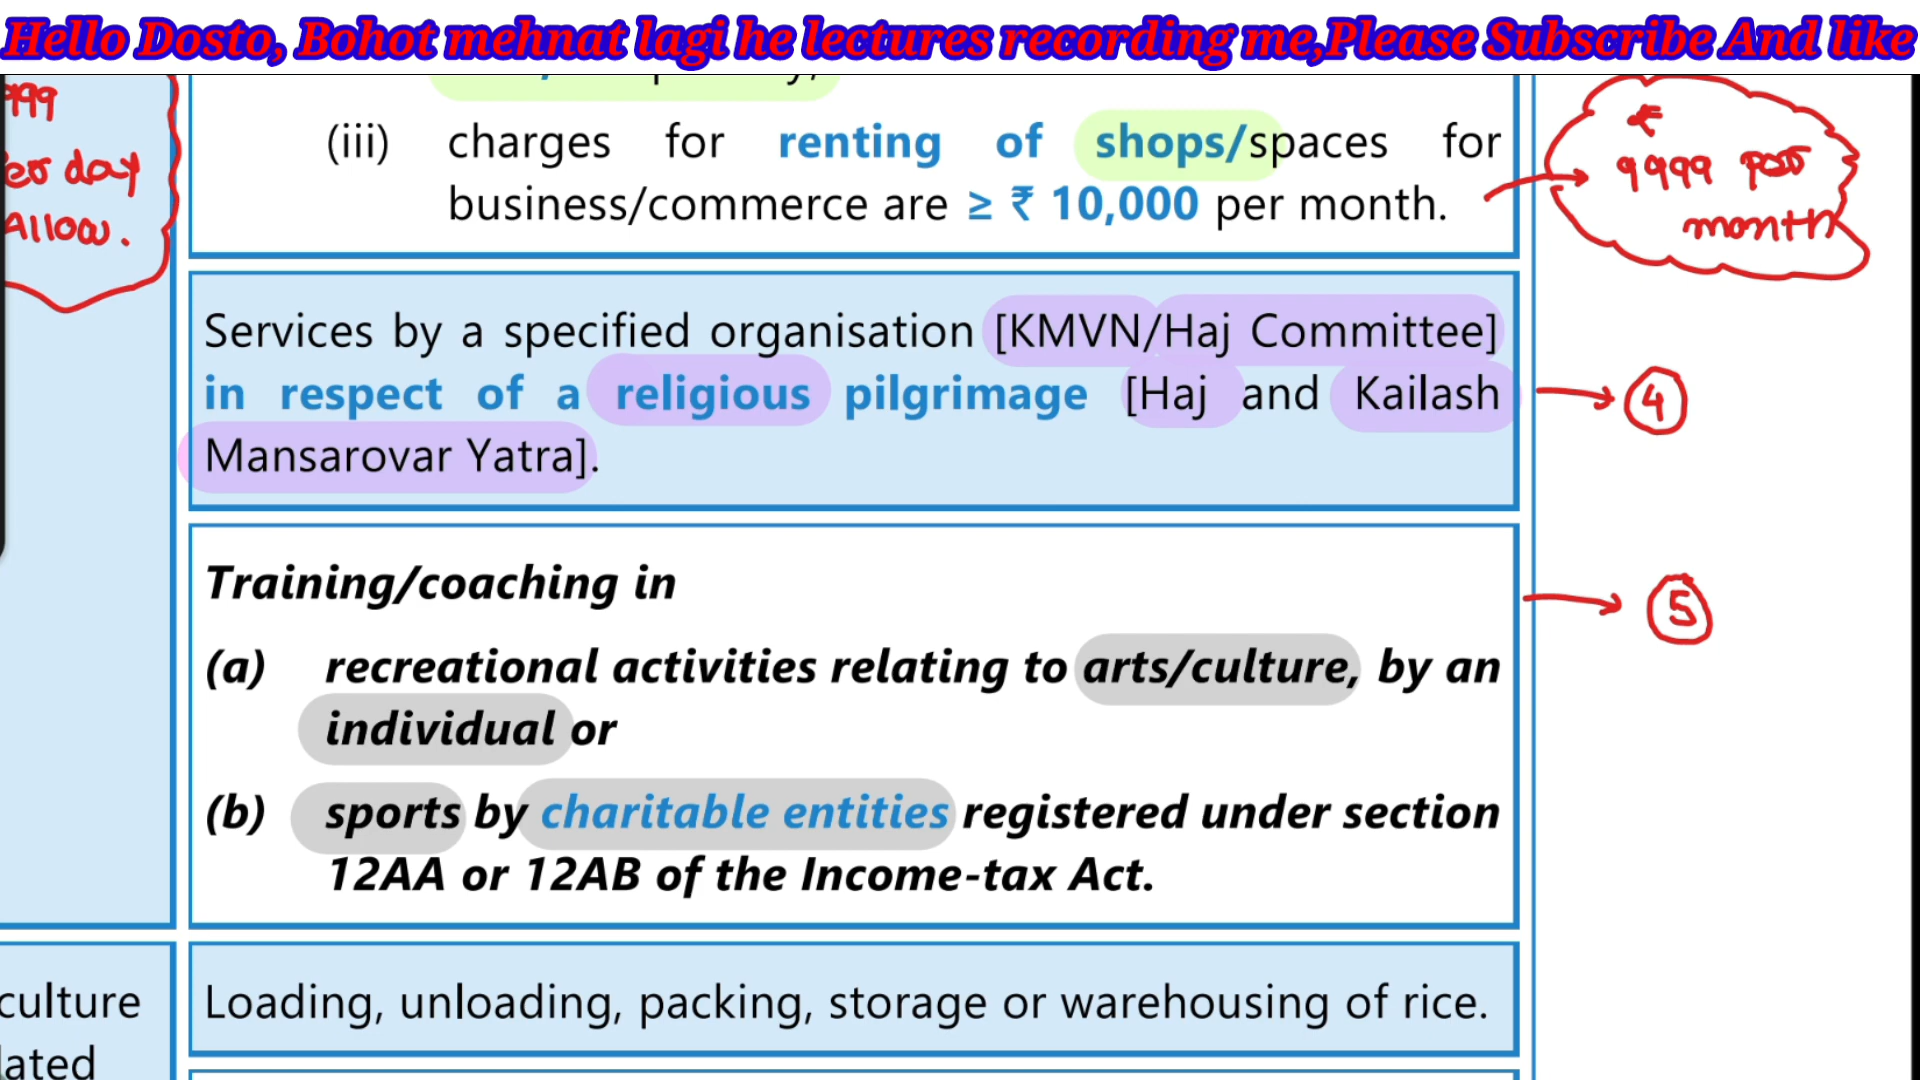 Hello Dosto, Bohot mehnat lagi he lectures recording me,Please Subscribe And like
999
day
Allow.
(iii) charges for renting of shops/spaces for
business/commerce are ≥ ₹ 10,000 per month.
₹
9999 per
month
Services by a specified organisation [KMVN/Haj Committee]
in respect of a religious pilgrimage [Haj and Kailash
Mansarovar Yatra].
4
Training/coaching in
5
(a) recreational activities relating to arts/culture, by an
individual or
(b) sports by charitable entities registered under section
12AA or 12AB of the Income-tax Act.
culture
lated
Loading, unloading, packing, storage or warehousing of rice.